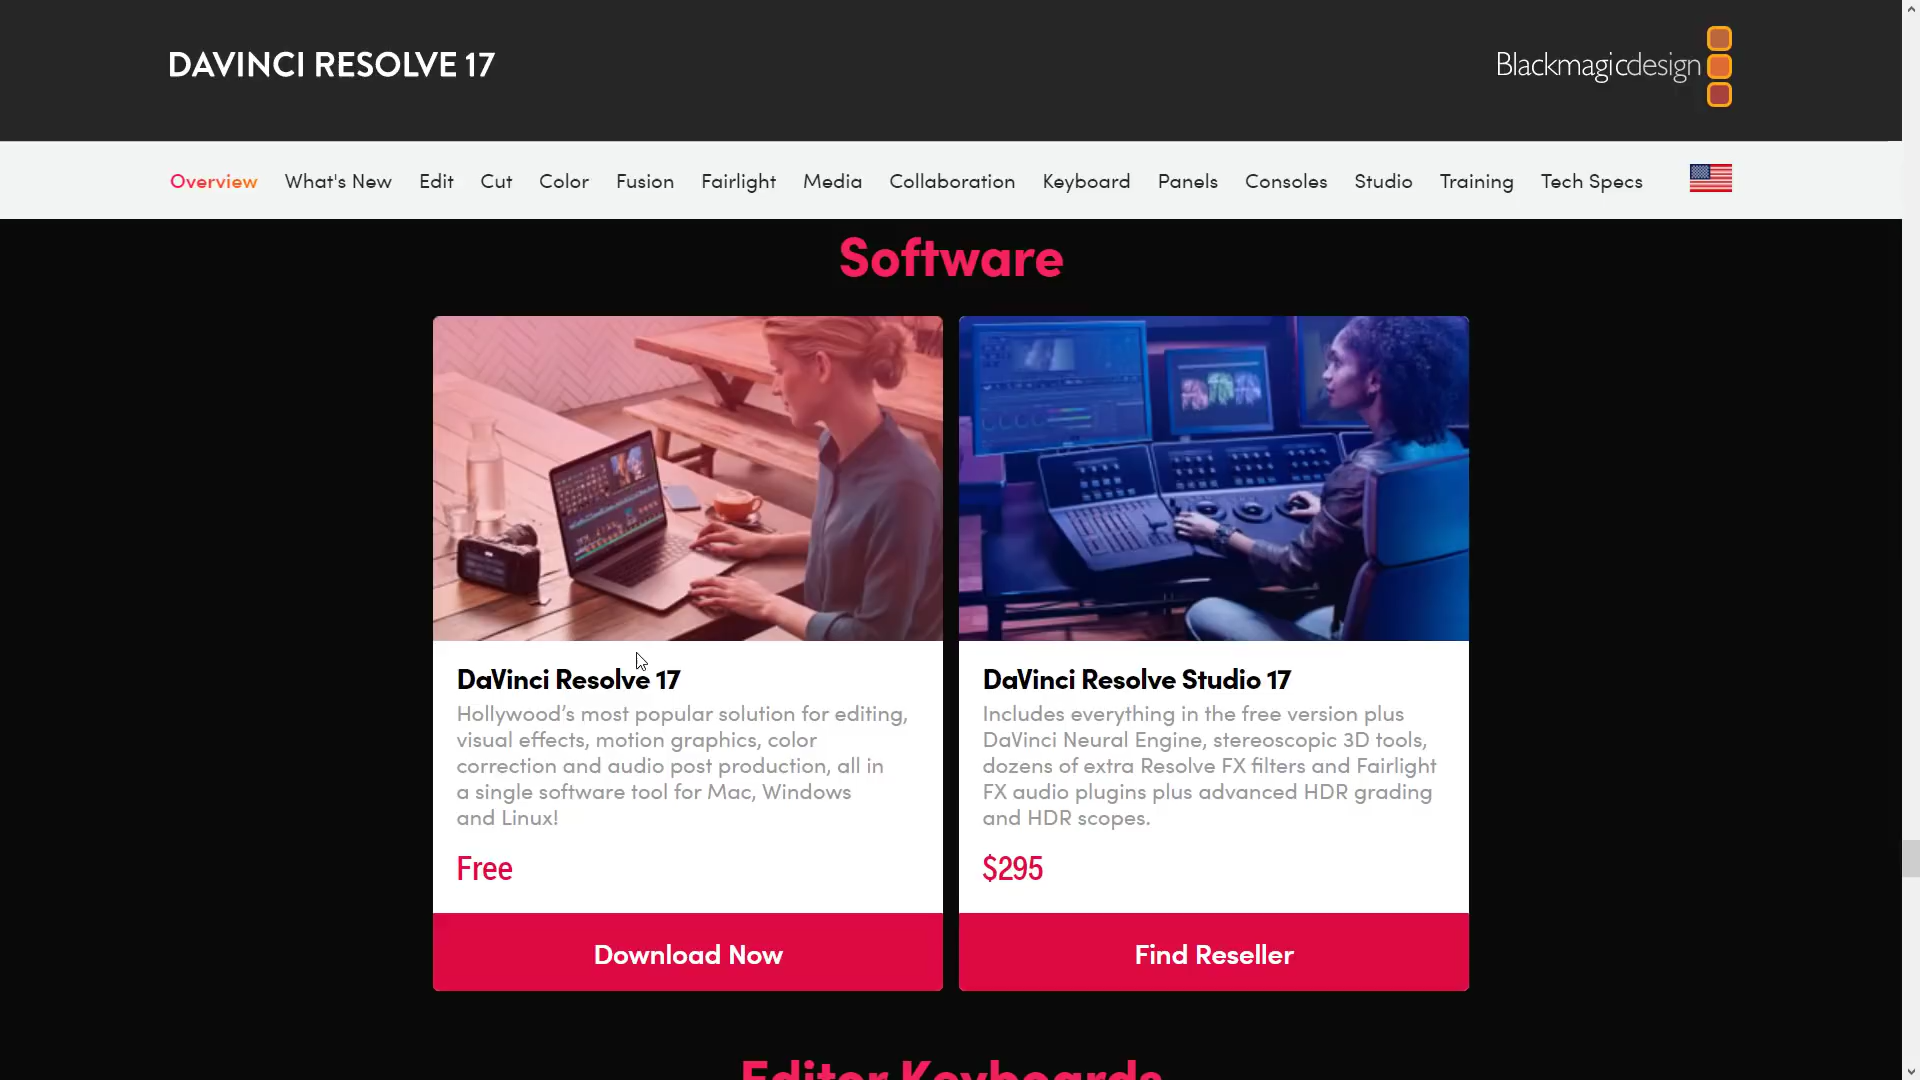 DAVINCI RESOLVE 17
Blackmagicdesign
Overview What's New Edit Cut Color Fusion Fairlight Media Collaboration Keyboard Panels Consoles Studio Training Tech Specs
Software
DaVinci Resolve 17
Hollywood’s most popular solution for editing,
visual effects, motion graphics, color
correction and audio post production, all in
a single software tool for Mac, Windows
and Linux!
Free
Download Now
DaVinci Resolve Studio 17
Includes everything in the free version plus
DaVinci Neural Engine, stereoscopic 3D tools,
dozens of extra Resolve FX filters and Fairlight
FX audio plugins plus advanced HDR grading
and HDR scopes.
$295
Find Reseller
Editor Keyboards